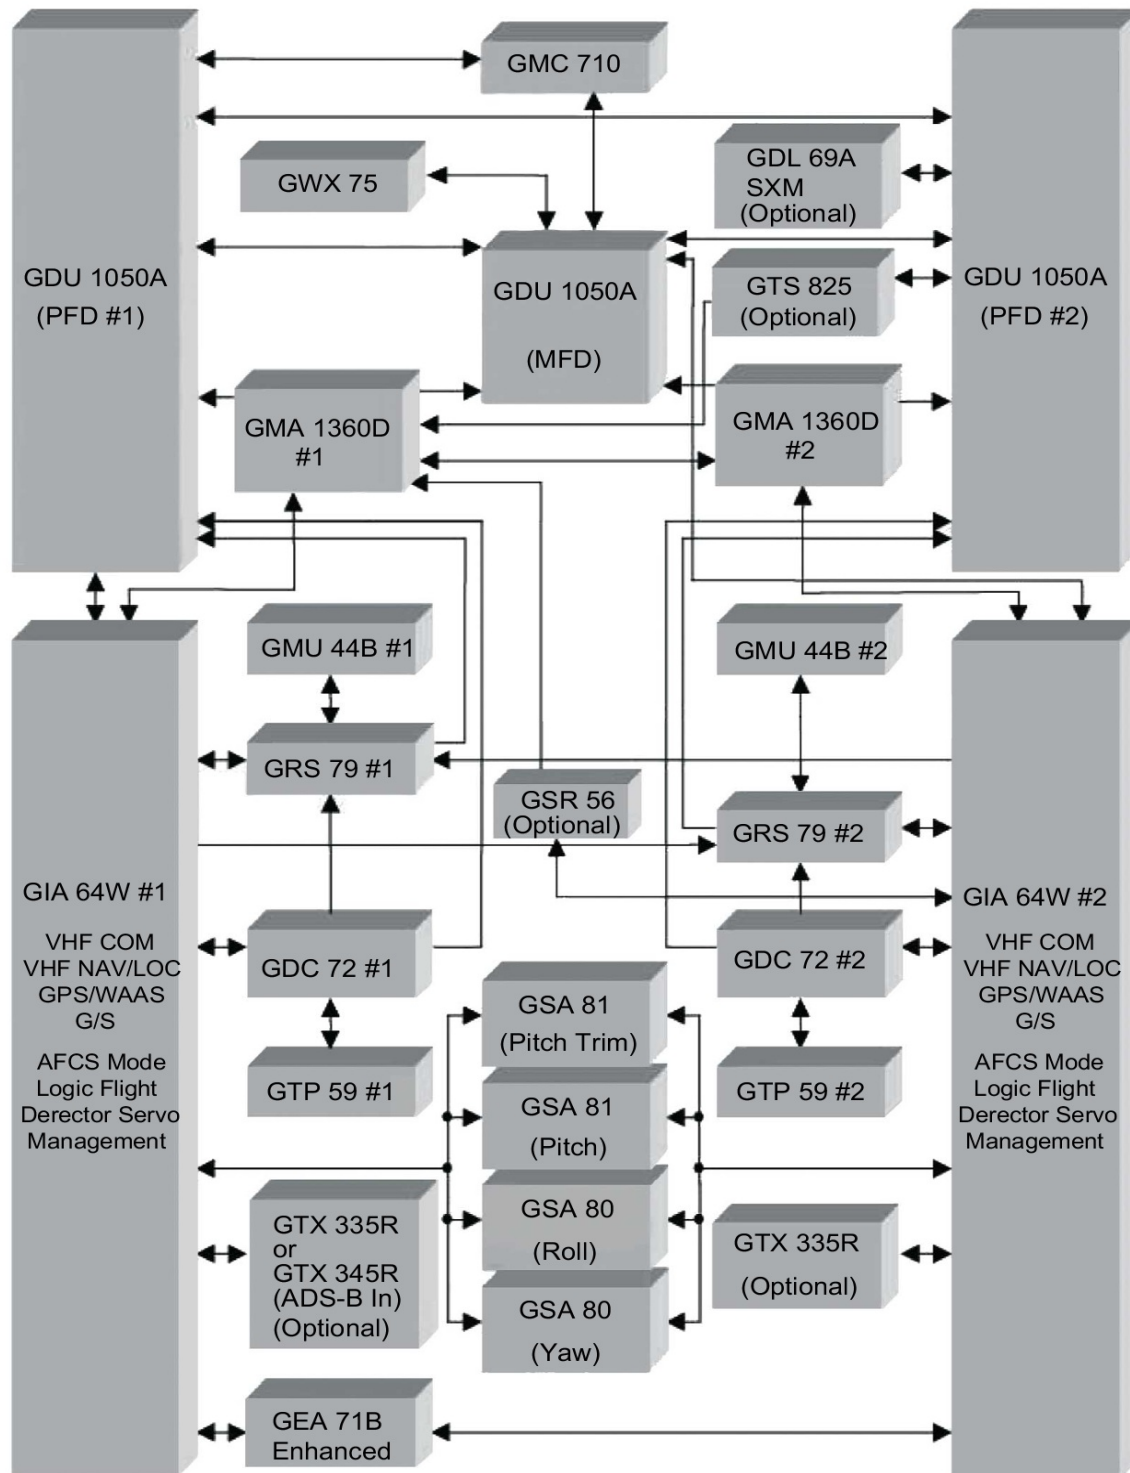 GMC 710
GWX 75
GDL 69A
SXM
(Optional)
GDU 1050A
(PFD #1)
GDU 1050A
(MFD)
GTS 825
(Optional)
GDU 1050A
(PFD #2)
GMA 1360D
#1
GMA 1360D
#2
GMU 44B #1
GMU 44B #2
GRS 79 #1
GSR 56
(Optional)
GRS 79 #2
GIA 64W #1
VHF COM
VHF NAV/LOC
GPS/WAAS
G/S
AFCS Mode
Logic Flight
Derector Servo
Management
GDC 72 #1
GDC 72 #2
GTP 59 #1
GTP 59 #2
GSA 81
(Pitch Trim)
GSA 81
(Pitch)
GSA 80
(Roll)
GSA 80
(Yaw)
GIA 64W #2
VHF COM
VHF NAV/LOC
GPS/WAAS
G/S
AFCS Mode
Logic Flight
Derector Servo
Management
GTX 335R
or
GTX 345R
(ADS-B In)
(Optional)
GTX 335R
(Optional)
GEA 71B
Enhanced